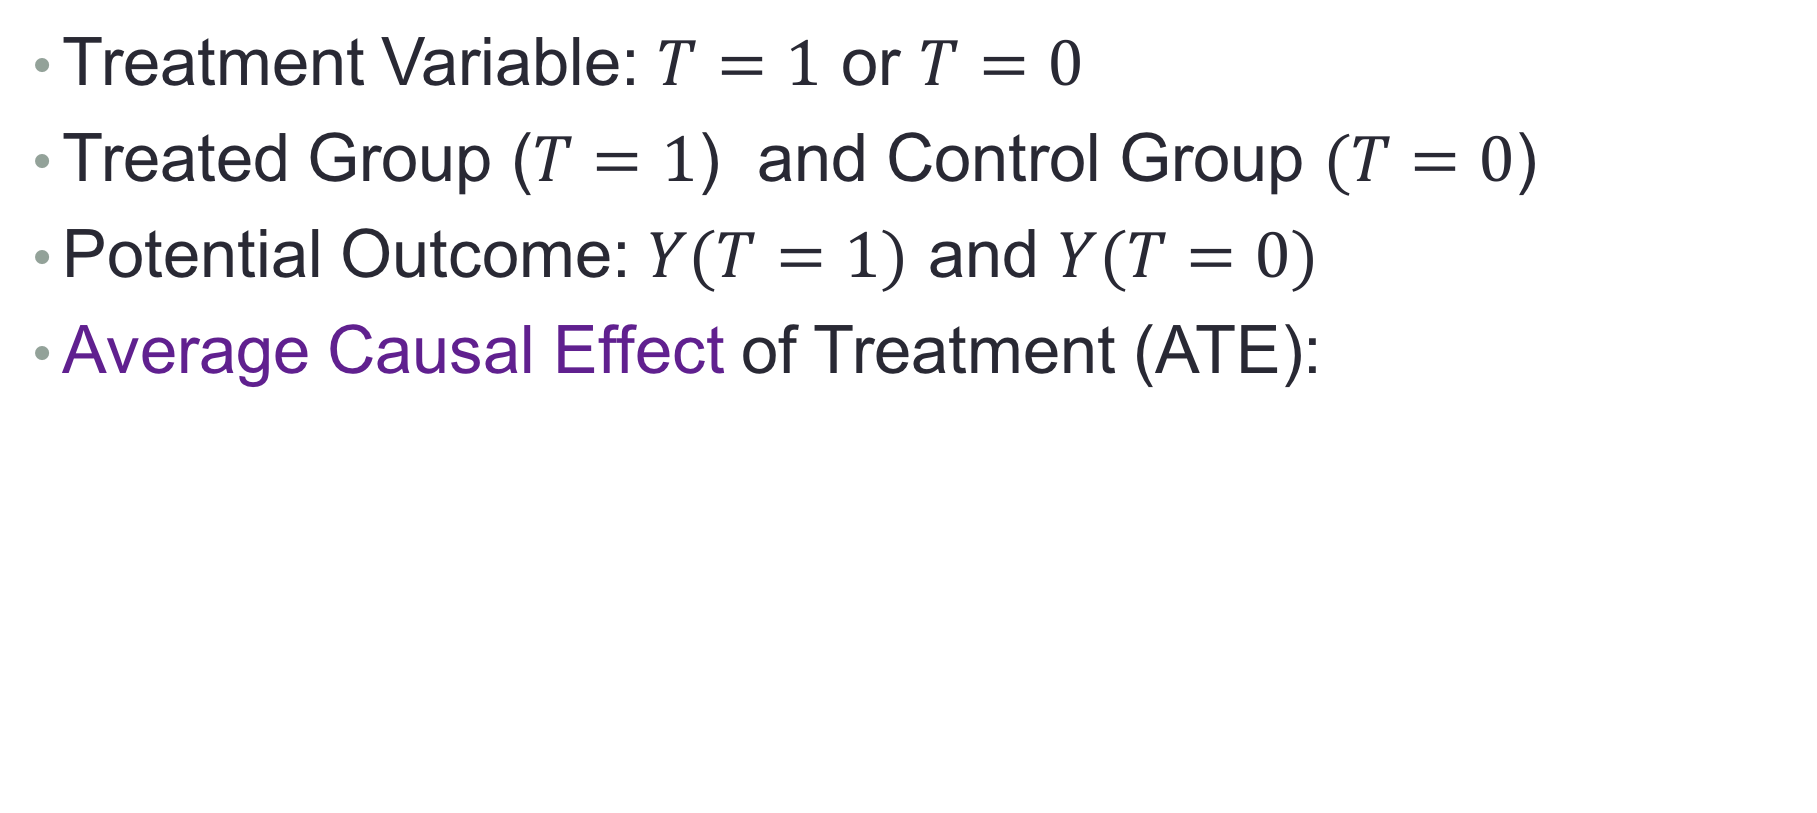 • Treatment Variable: 𝑇 = 1 or 𝑇 = 0
• Treated Group (𝑇 = 1)  and Control Group (𝑇 = 0)
• Potential Outcome: 𝑌(𝑇 = 1) and 𝑌(𝑇 = 0)
• Average Causal Effect of Treatment (ATE):